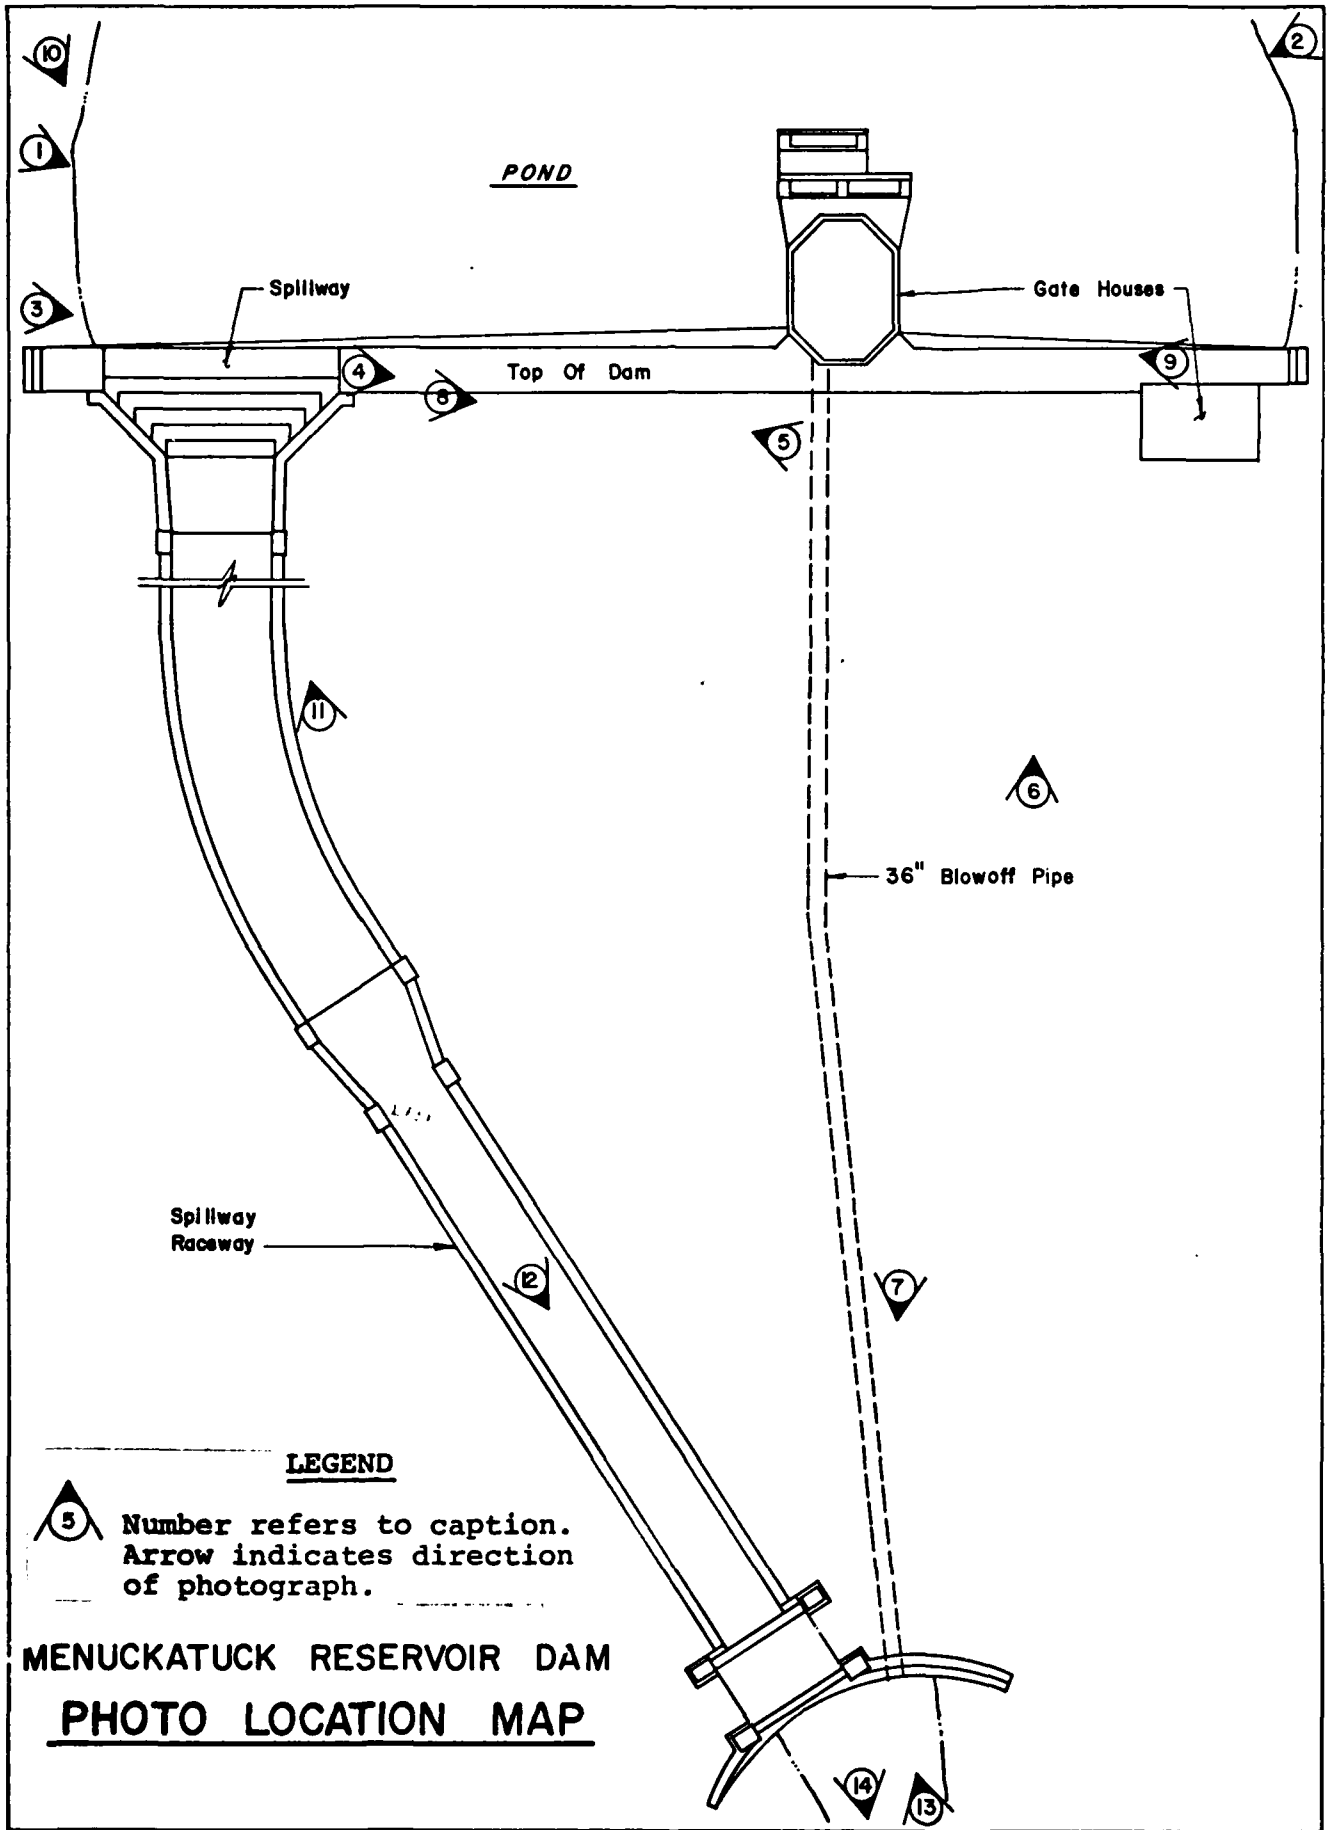 10
2
1
POND
Spillway
Gate Houses
3
4
Top Of Dam
9
8
5
11
6
36" Blowoff Pipe
Spillway
Raceway
12
7
LEGEND
5
Number refers to caption.
Arrow indicates direction
of photograph.
MENUCKATUCK RESERVOIR DAM
PHOTO LOCATION MAP
14
13